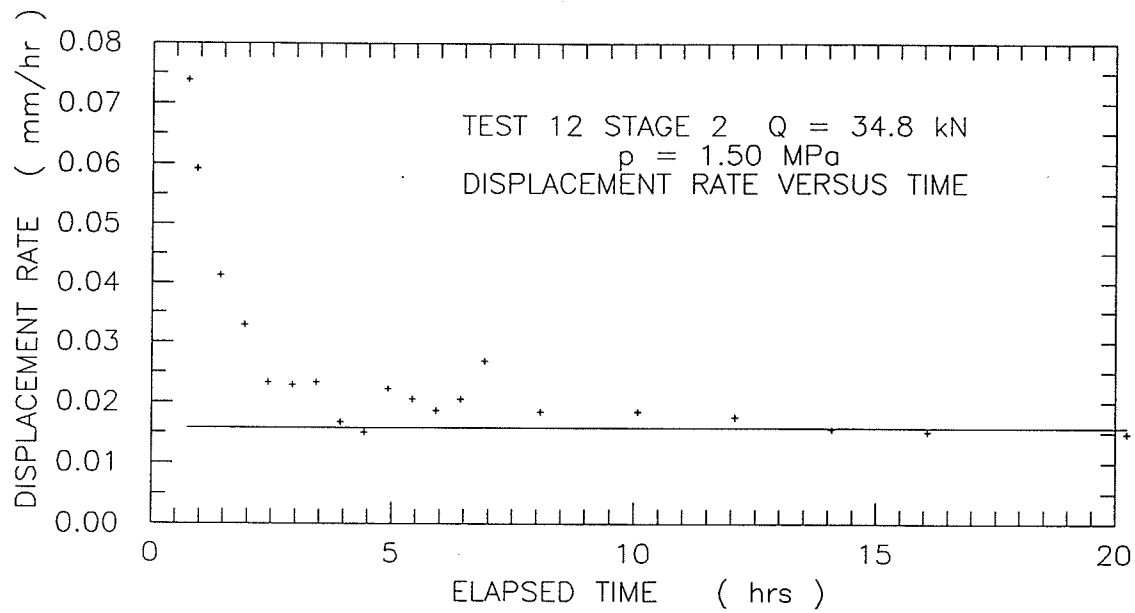 DISPLACEMENT RATE ( mm/hr )
0.08
0.07
0.06
0.05
0.04
0.03
0.02
0.01
0.00
TEST 12 STAGE 2 Q = 34.8 kN
p = 1.50 MPa
DISPLACEMENT RATE VERSUS TIME
0 5 10 15 20
ELAPSED TIME ( hrs )